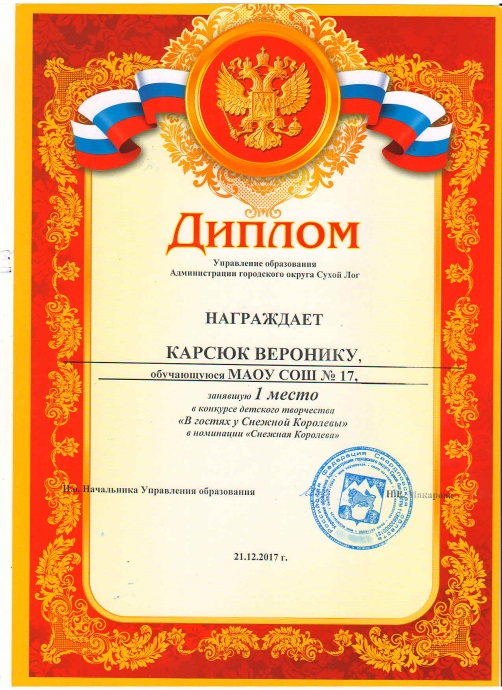 ДИПЛОМ
Управление образования
Администрации городского округа Сухой Лог
НАГРАЖДАЕТ
КАРСЮК ВЕРОНИКУ,
обучающуюся МАОУ СОШ № 17,
занявшую 1 место
в конкурсе детского творчества
«В гостях у Снежной Королевы»
в номинации «Снежная Королева»
И.о. Начальника Управления образования
Макарова
21.12.2017 г.